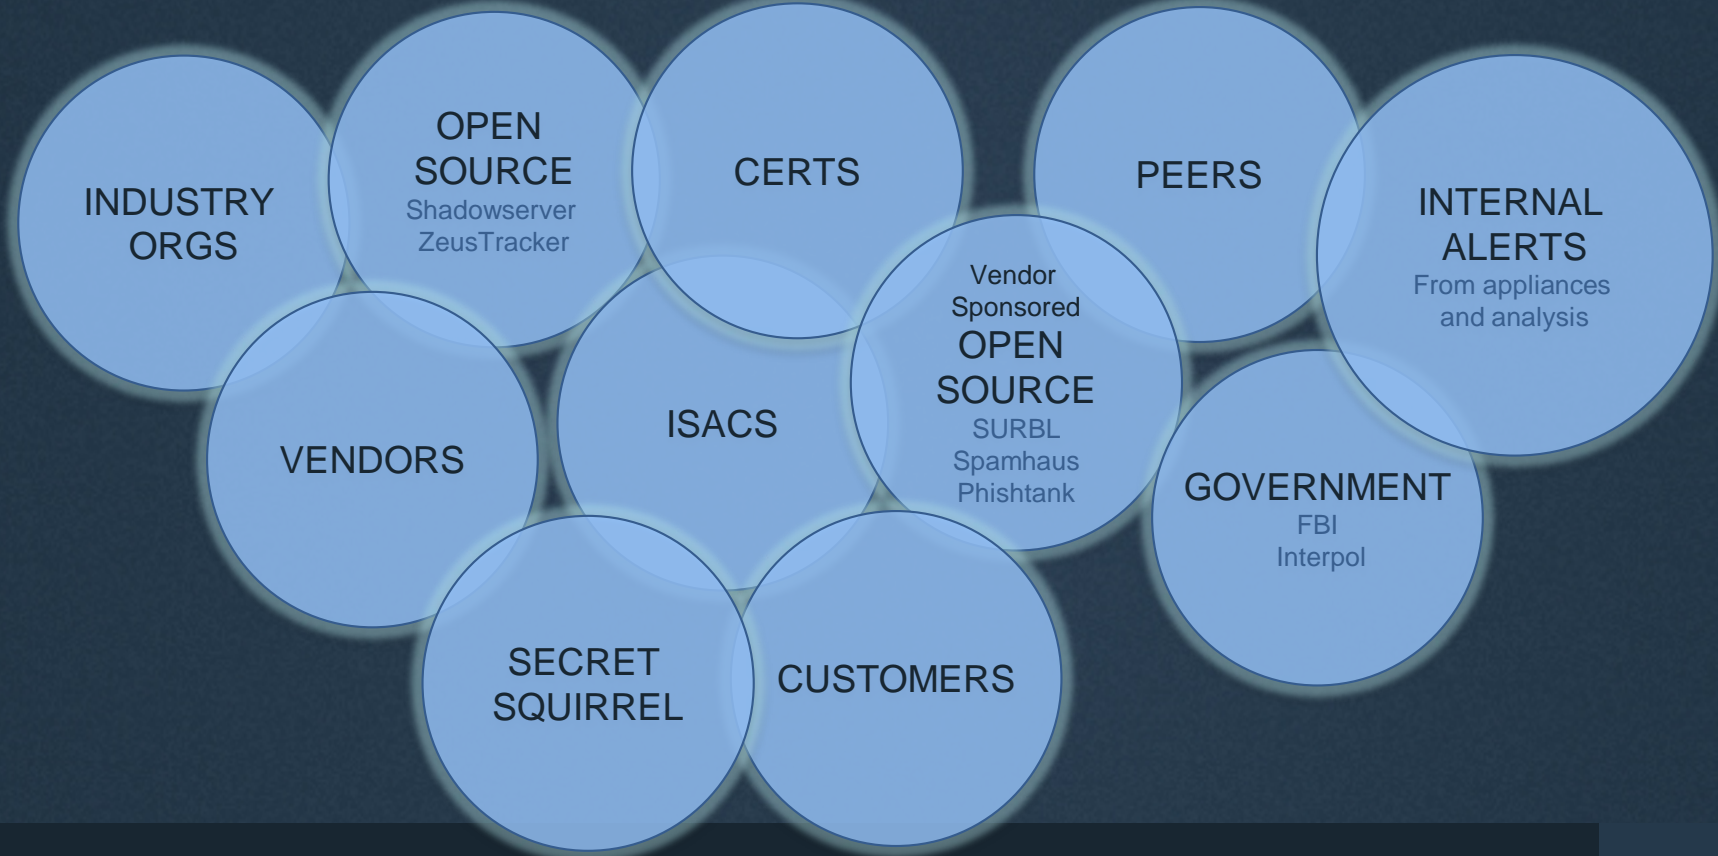 INDUSTRY
ORGS
OPEN
SOURCE
Shadowserver
ZeusTracker
CERTS
PEERS
INTERNAL
ALERTS
From appliances
and analysis
VENDORS
ISACS
Vendor
Sponsored
OPEN
SOURCE
SURBL
Spamhaus
Phishtank
GOVERNMENT
FBI
Interpol
SECRET
SQUIRREL
CUSTOMERS